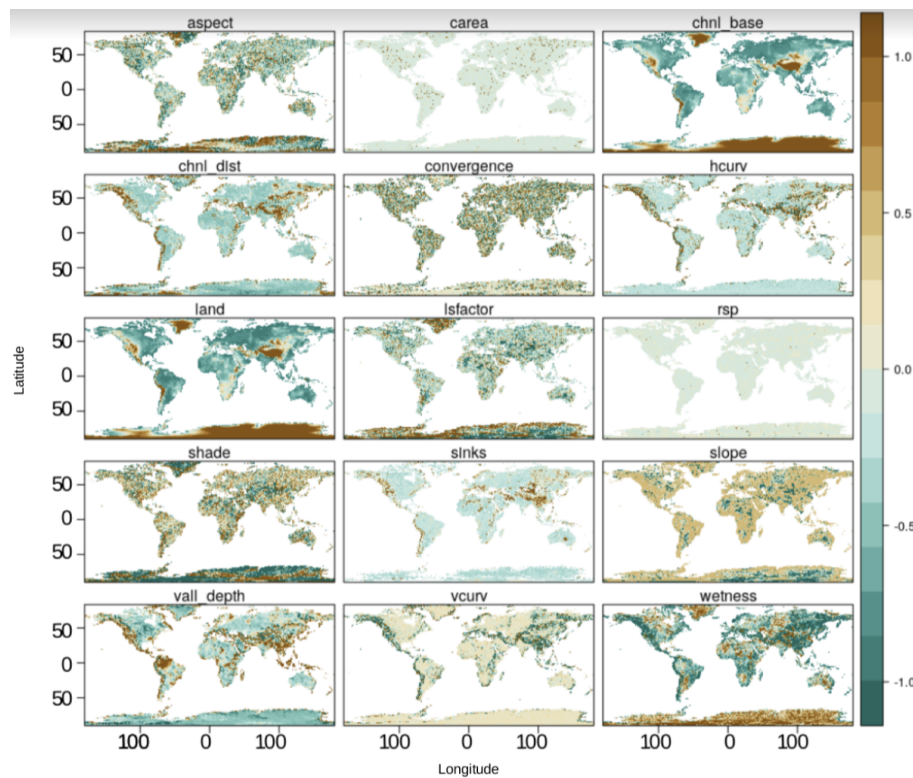 aspect carea chnl_base
50
0
50
1.0
chnl_dist convergence hcurv
50
0
50
0.5
land lsfactor rsp
50
0
50
0.0
Latitude
shade sinks slope
50
0
50
-0.5
vall_depth vcurv wetness
50
0
50
-1.0
100 0 100 100 0 100 100 0 100
Longitude